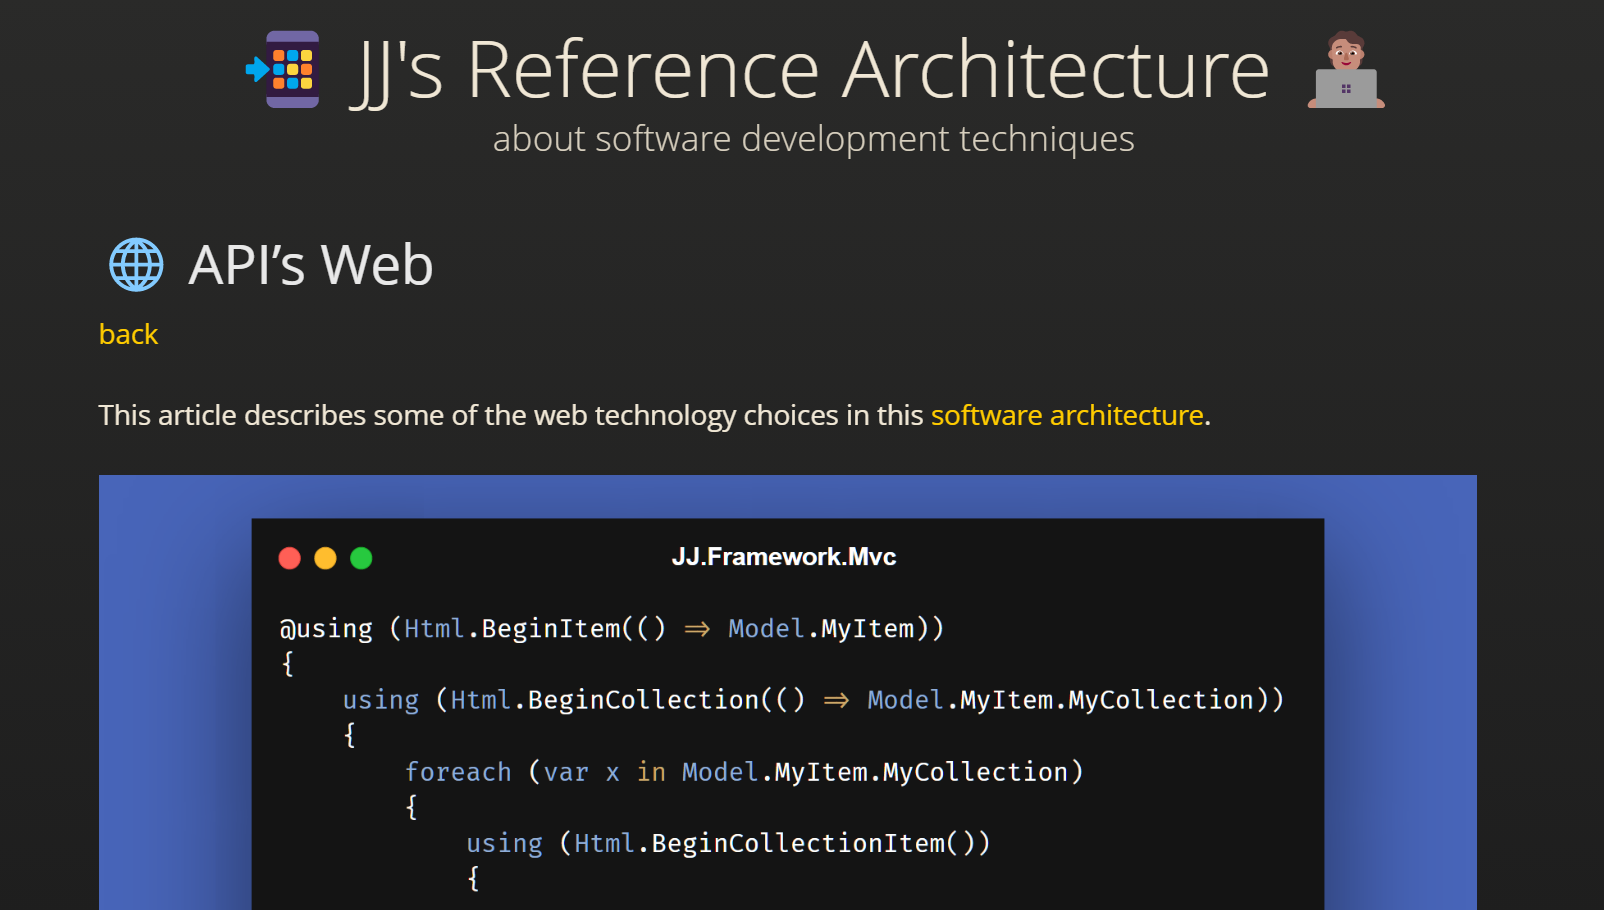 JJ's Reference Architecture
about software development techniques
API’s Web
back
This article describes some of the web technology choices in this software architecture.
JJ.Framework.Mvc
@using (Html.BeginItem(() => Model.MyItem))
{
using (Html.BeginCollection(() => Model.MyItem.MyCollection))
{
foreach (var x in Model.MyItem.MyCollection)
{
using (Html.BeginCollectionItem())
{